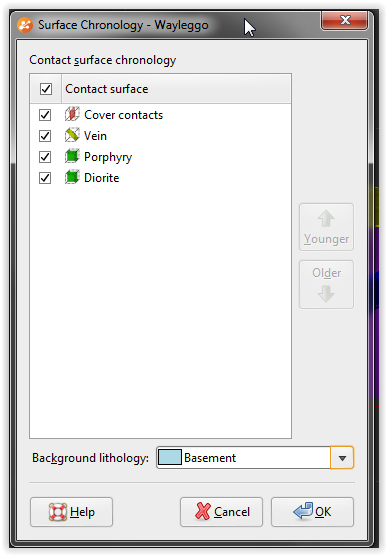 Surface Chronology - Wayleggo
Contact surface chronology
Contact surface
Cover contacts
Vein
Porphyry
Diorite
Younger
Older
Background lithology: Basement
Help Cancel OK